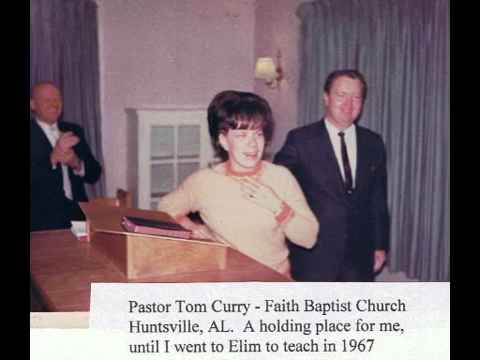 Pastor Tom Curry - Faith Baptist Church
Huntsville, AL.  A holding place for me,
until I went to Elim to teach in 1967